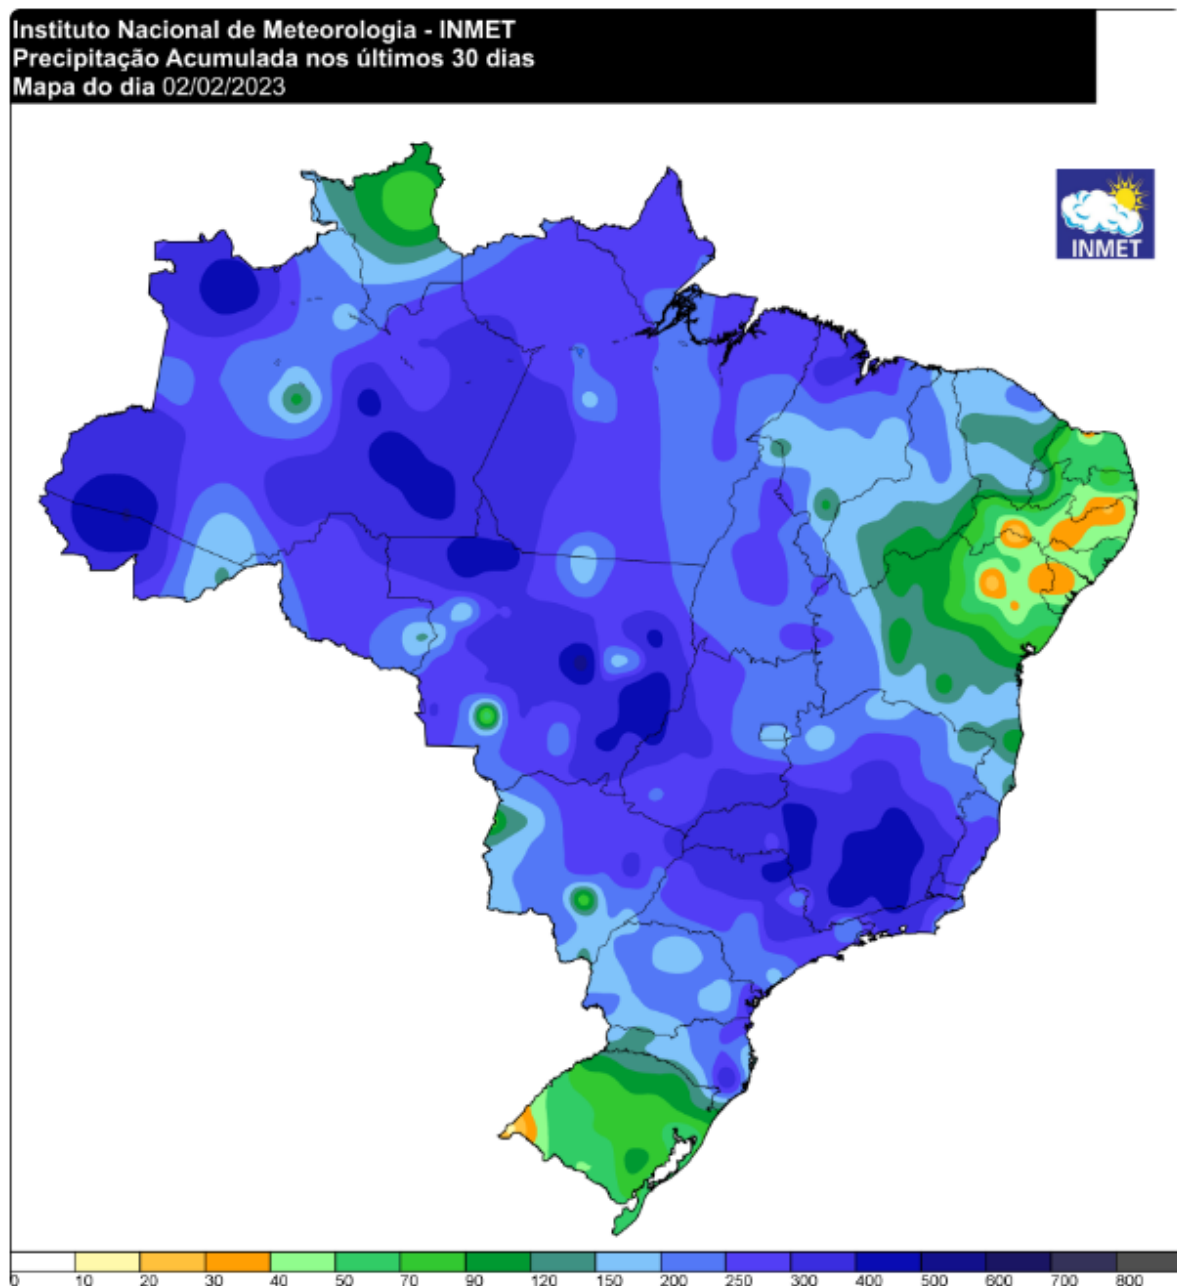 Instituto Nacional de Meteorologia - INMET
Precipitação Acumulada nos últimos 30 dias
Mapa do dia 02/02/2023
INMET
0 10 20 30 40 50 70 90 120 150 200 250 300 400 500 600 700 800